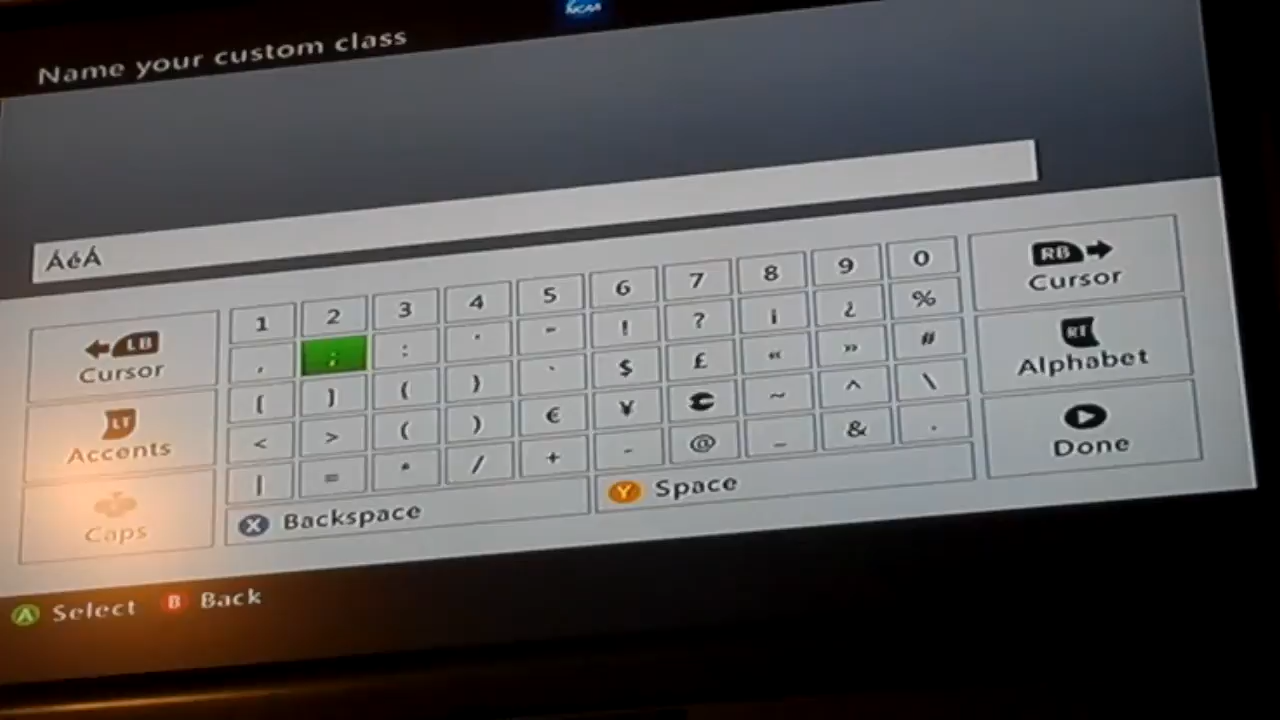 NCAA
Name your custom class
ÁéÁ
1 2 3 4 5 6 7 8 9 0
, ; : ' " ! ? ¡ ¿ %
[ ] { } ` $ £ « » #
< > ( ) € ¥ ~ ^ \
| = * / + - @ _ & .
LB Cursor
LT Accents
Caps
RB Cursor
RT Alphabet
Done
X Backspace
Y Space
A Select B Back